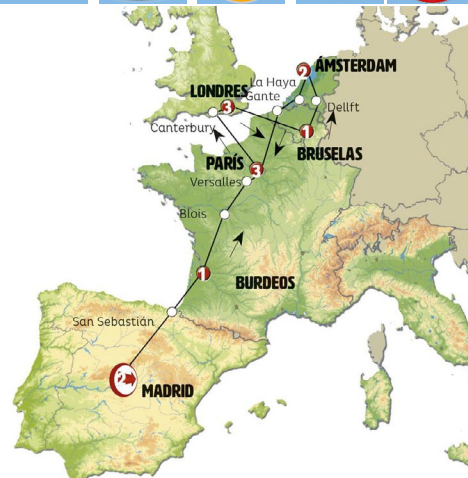 2
ÁMSTERDAM
La Haya
LONDRES
3
Gante
Dellft
Canterbury
1
BRUSELAS
PARÍS
3
Versalles
Blois
1
BURDEOS
San Sebastián
2
MADRID